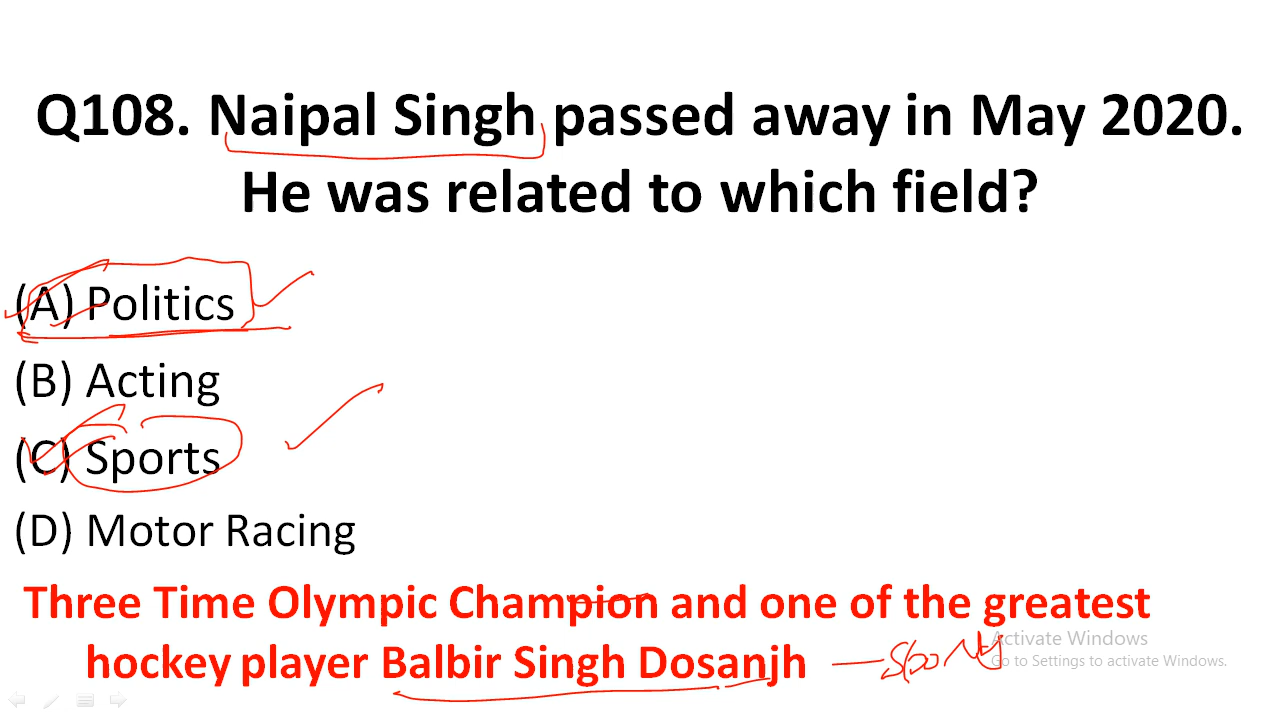 Q108. Naipal Singh passed away in May 2020.
He was related to which field?
(A) Politics
(B) Acting
(C) Sports
(D) Motor Racing
Three Time Olympic Champion and one of the greatest
hockey player Balbir Singh Dosanjh — Sports
Activate Windows
Go to Settings to activate Windows.